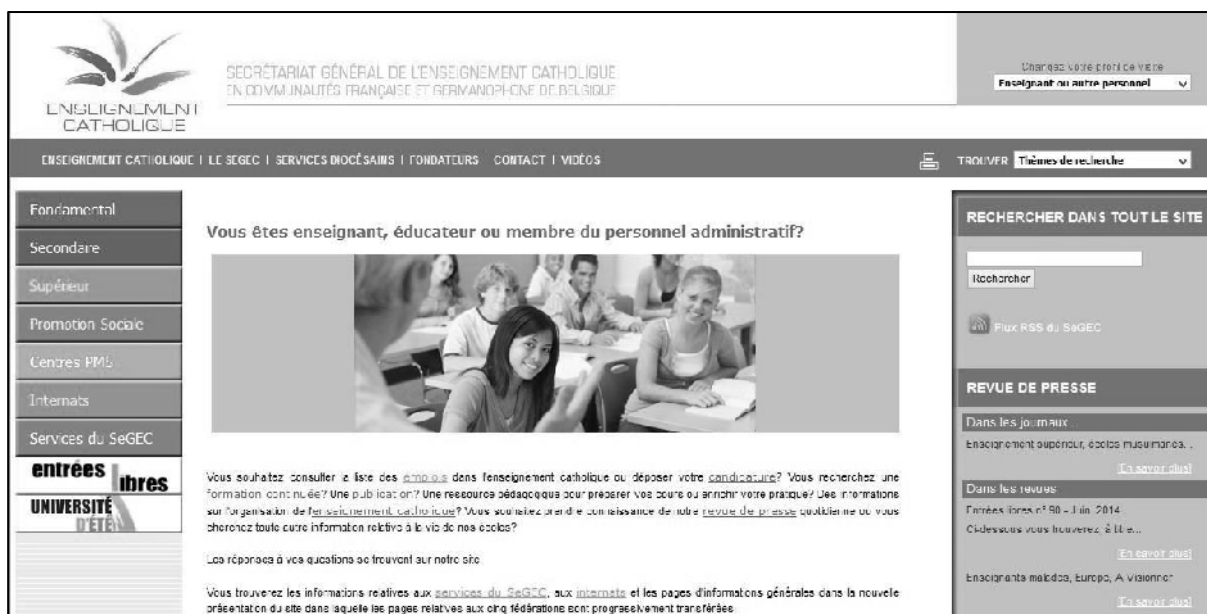 ENSEIGNEMENT
CATHOLIQUE
SECRÉTARIAT GÉNÉRAL DE L'ENSEIGNEMENT CATHOLIQUE
EN COMMUNAUTÉS FRANÇAISE ET GERMANOPHONE DE BELGIQUE
Changez votre profil de visite
Enseignant ou autre personnel
ENSEIGNEMENT CATHOLIQUE | LE SEGEC | SERVICES DIOCÉSAINS | FONDATEURS CONTACT | VIDÉOS
TROUVER Thèmes de recherche
Fondamental
Secondaire
Supérieur
Promotion Sociale
Centres PMS
Internats
Services du SeGEC
entrées libres
UNIVERSITÉ
D'ÉTÉ
Vous êtes enseignant, éducateur ou membre du personnel administratif?
Vous souhaitez consulter la liste des emplois dans l'enseignement catholique ou déposer votre candidature? Vous recherchez une
formation continuée? Une publication? Une ressource pédagogique pour préparer vos cours ou enrichir votre pratique? Des informations
sur l'organisation de l'enseignement catholique? Vous souhaitez prendre connaissance de notre revue de presse quotidienne ou vous
cherchez toute autre information relative à la vie de nos écoles?
Les réponses à vos questions se trouvent sur notre site
Vous trouverez les informations relatives aux services du SeGEC, aux internats et les pages d'informations générales dans la nouvelle
présentation du site dans laquelle les pages relatives aux cinq fédérations sont progressivement transférées
RECHERCHER DANS TOUT LE SITE
Rechercher
Flux RSS du SeGEC
REVUE DE PRESSE
Dans les journaux...
Enseignement supérieur, écoles musulmanes...
[En savoir plus]
Dans les revues
Entrées libres n° 90 - Juin 2014
Ci-dessous vous trouverez, à titre...
[En savoir plus]
Enseignants malades, Europe, A Visionner
[En savoir plus]